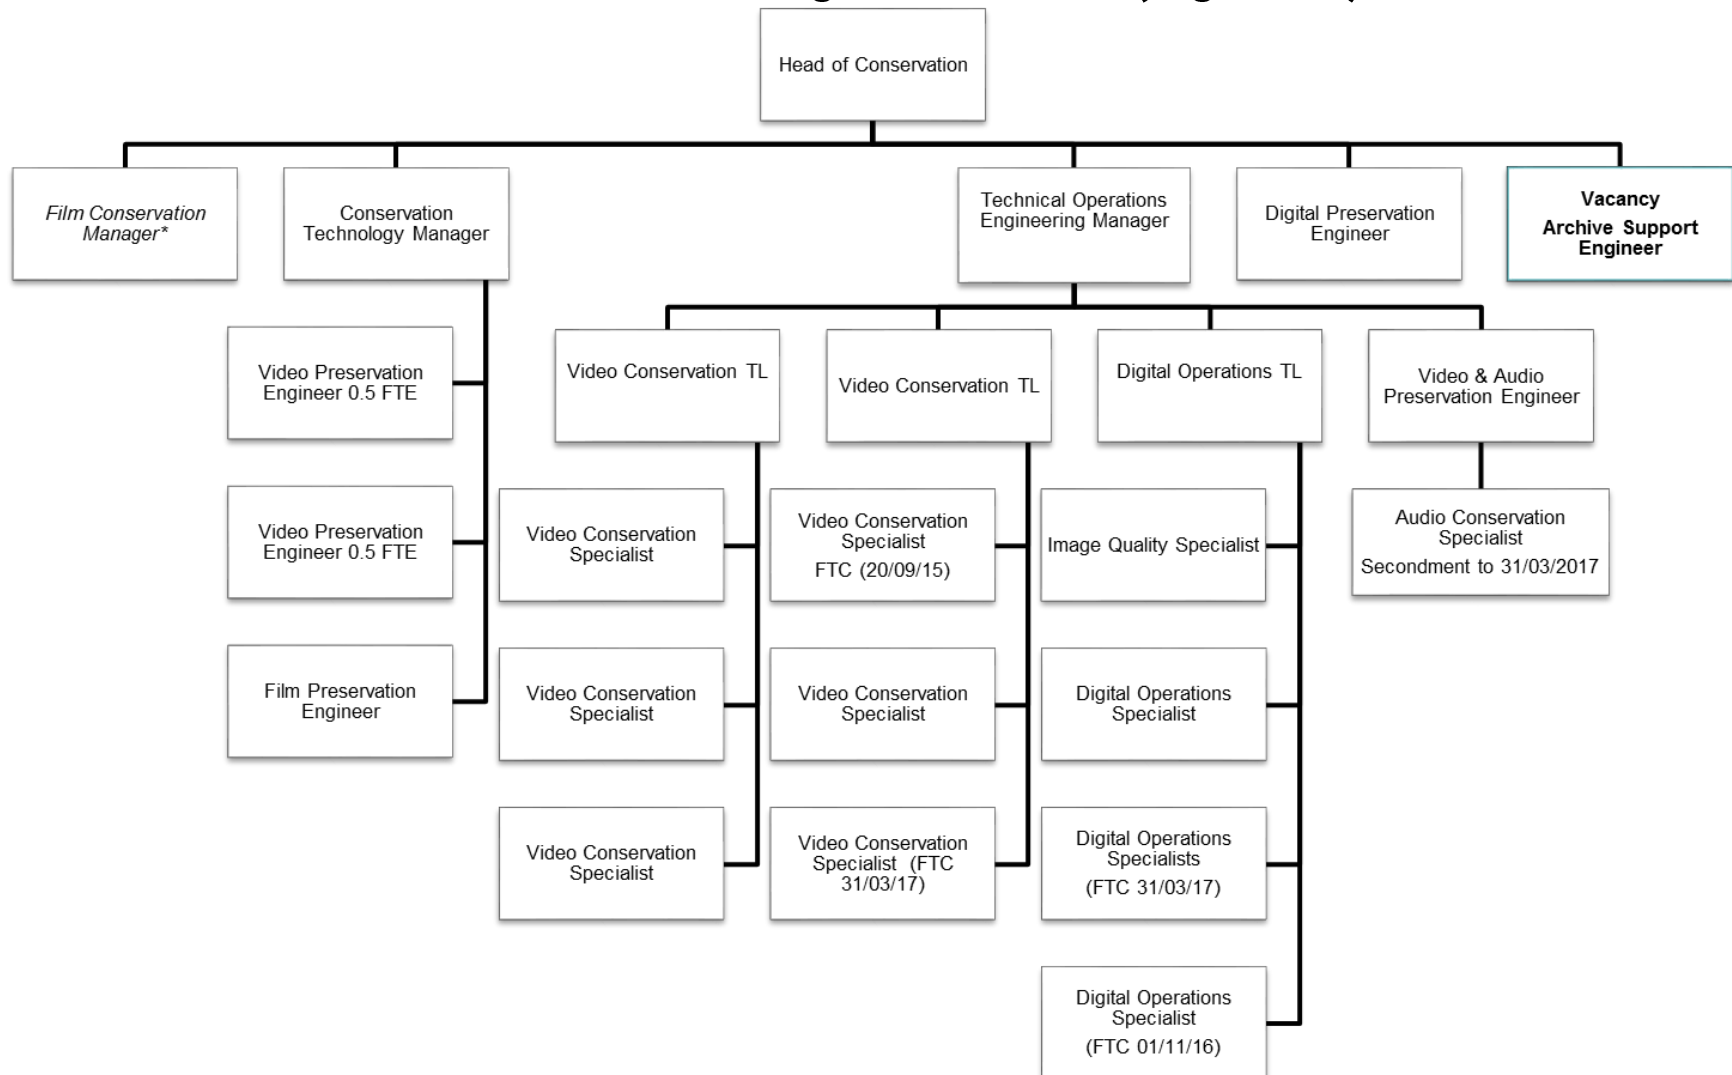 Head of Conservation
Film Conservation
Manager*
Conservation
Technology Manager
Technical Operations
Engineering Manager
Digital Preservation
Engineer
Vacancy
Archive Support
Engineer
Video Preservation
Engineer 0.5 FTE
Video Preservation
Engineer 0.5 FTE
Film Preservation
Engineer
Video Conservation TL
Video Conservation TL
Digital Operations TL
Video & Audio
Preservation Engineer
Video Conservation
Specialist
Video Conservation
Specialist
Video Conservation
Specialist
Video Conservation
Specialist
FTC (20/09/15)
Video Conservation
Specialist
Video Conservation
Specialist (FTC
31/03/17)
Image Quality Specialist
Digital Operations
Specialist
Digital Operations
Specialists
(FTC 31/03/17)
Digital Operations
Specialist
(FTC 01/11/16)
Audio Conservation
Specialist
Secondment to 31/03/2017